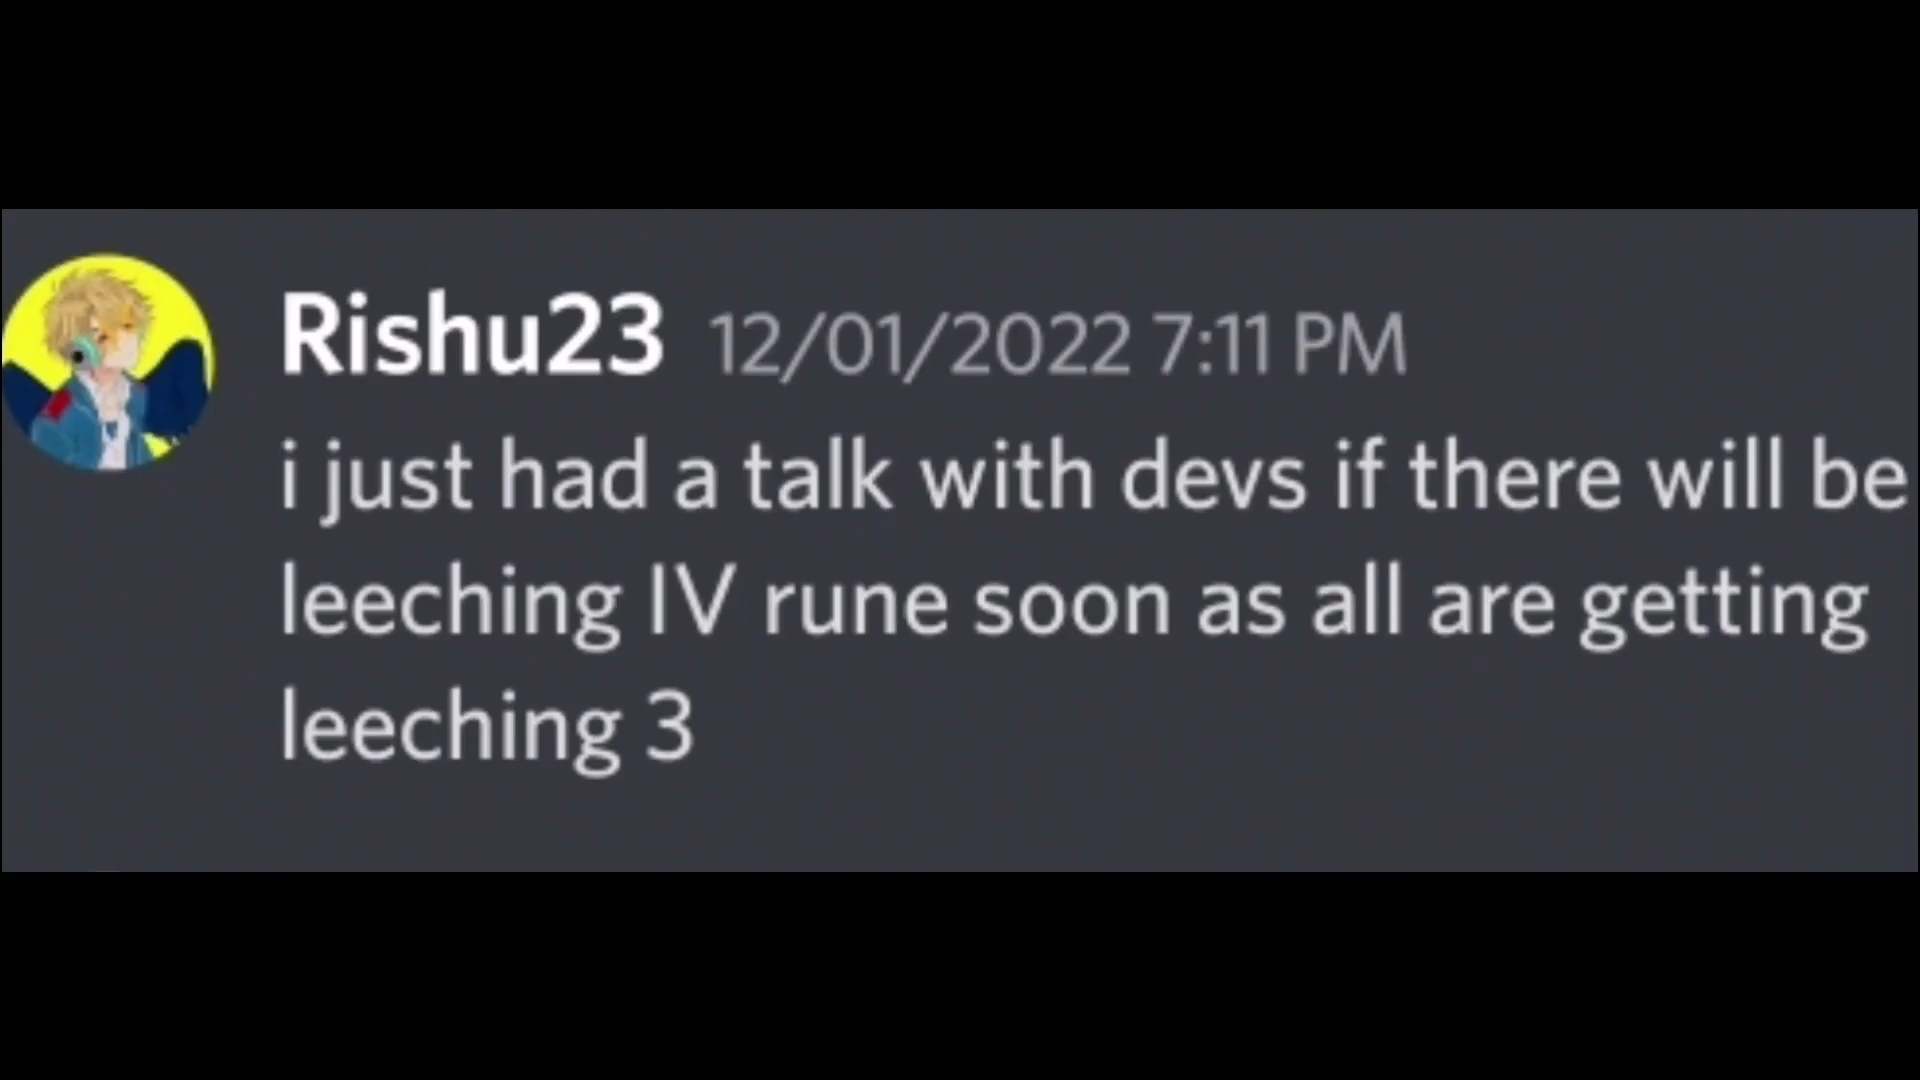 Rishu23 12/01/2022 7:11 PM
i just had a talk with devs if there will be
leeching IV rune soon as all are getting
leeching 3